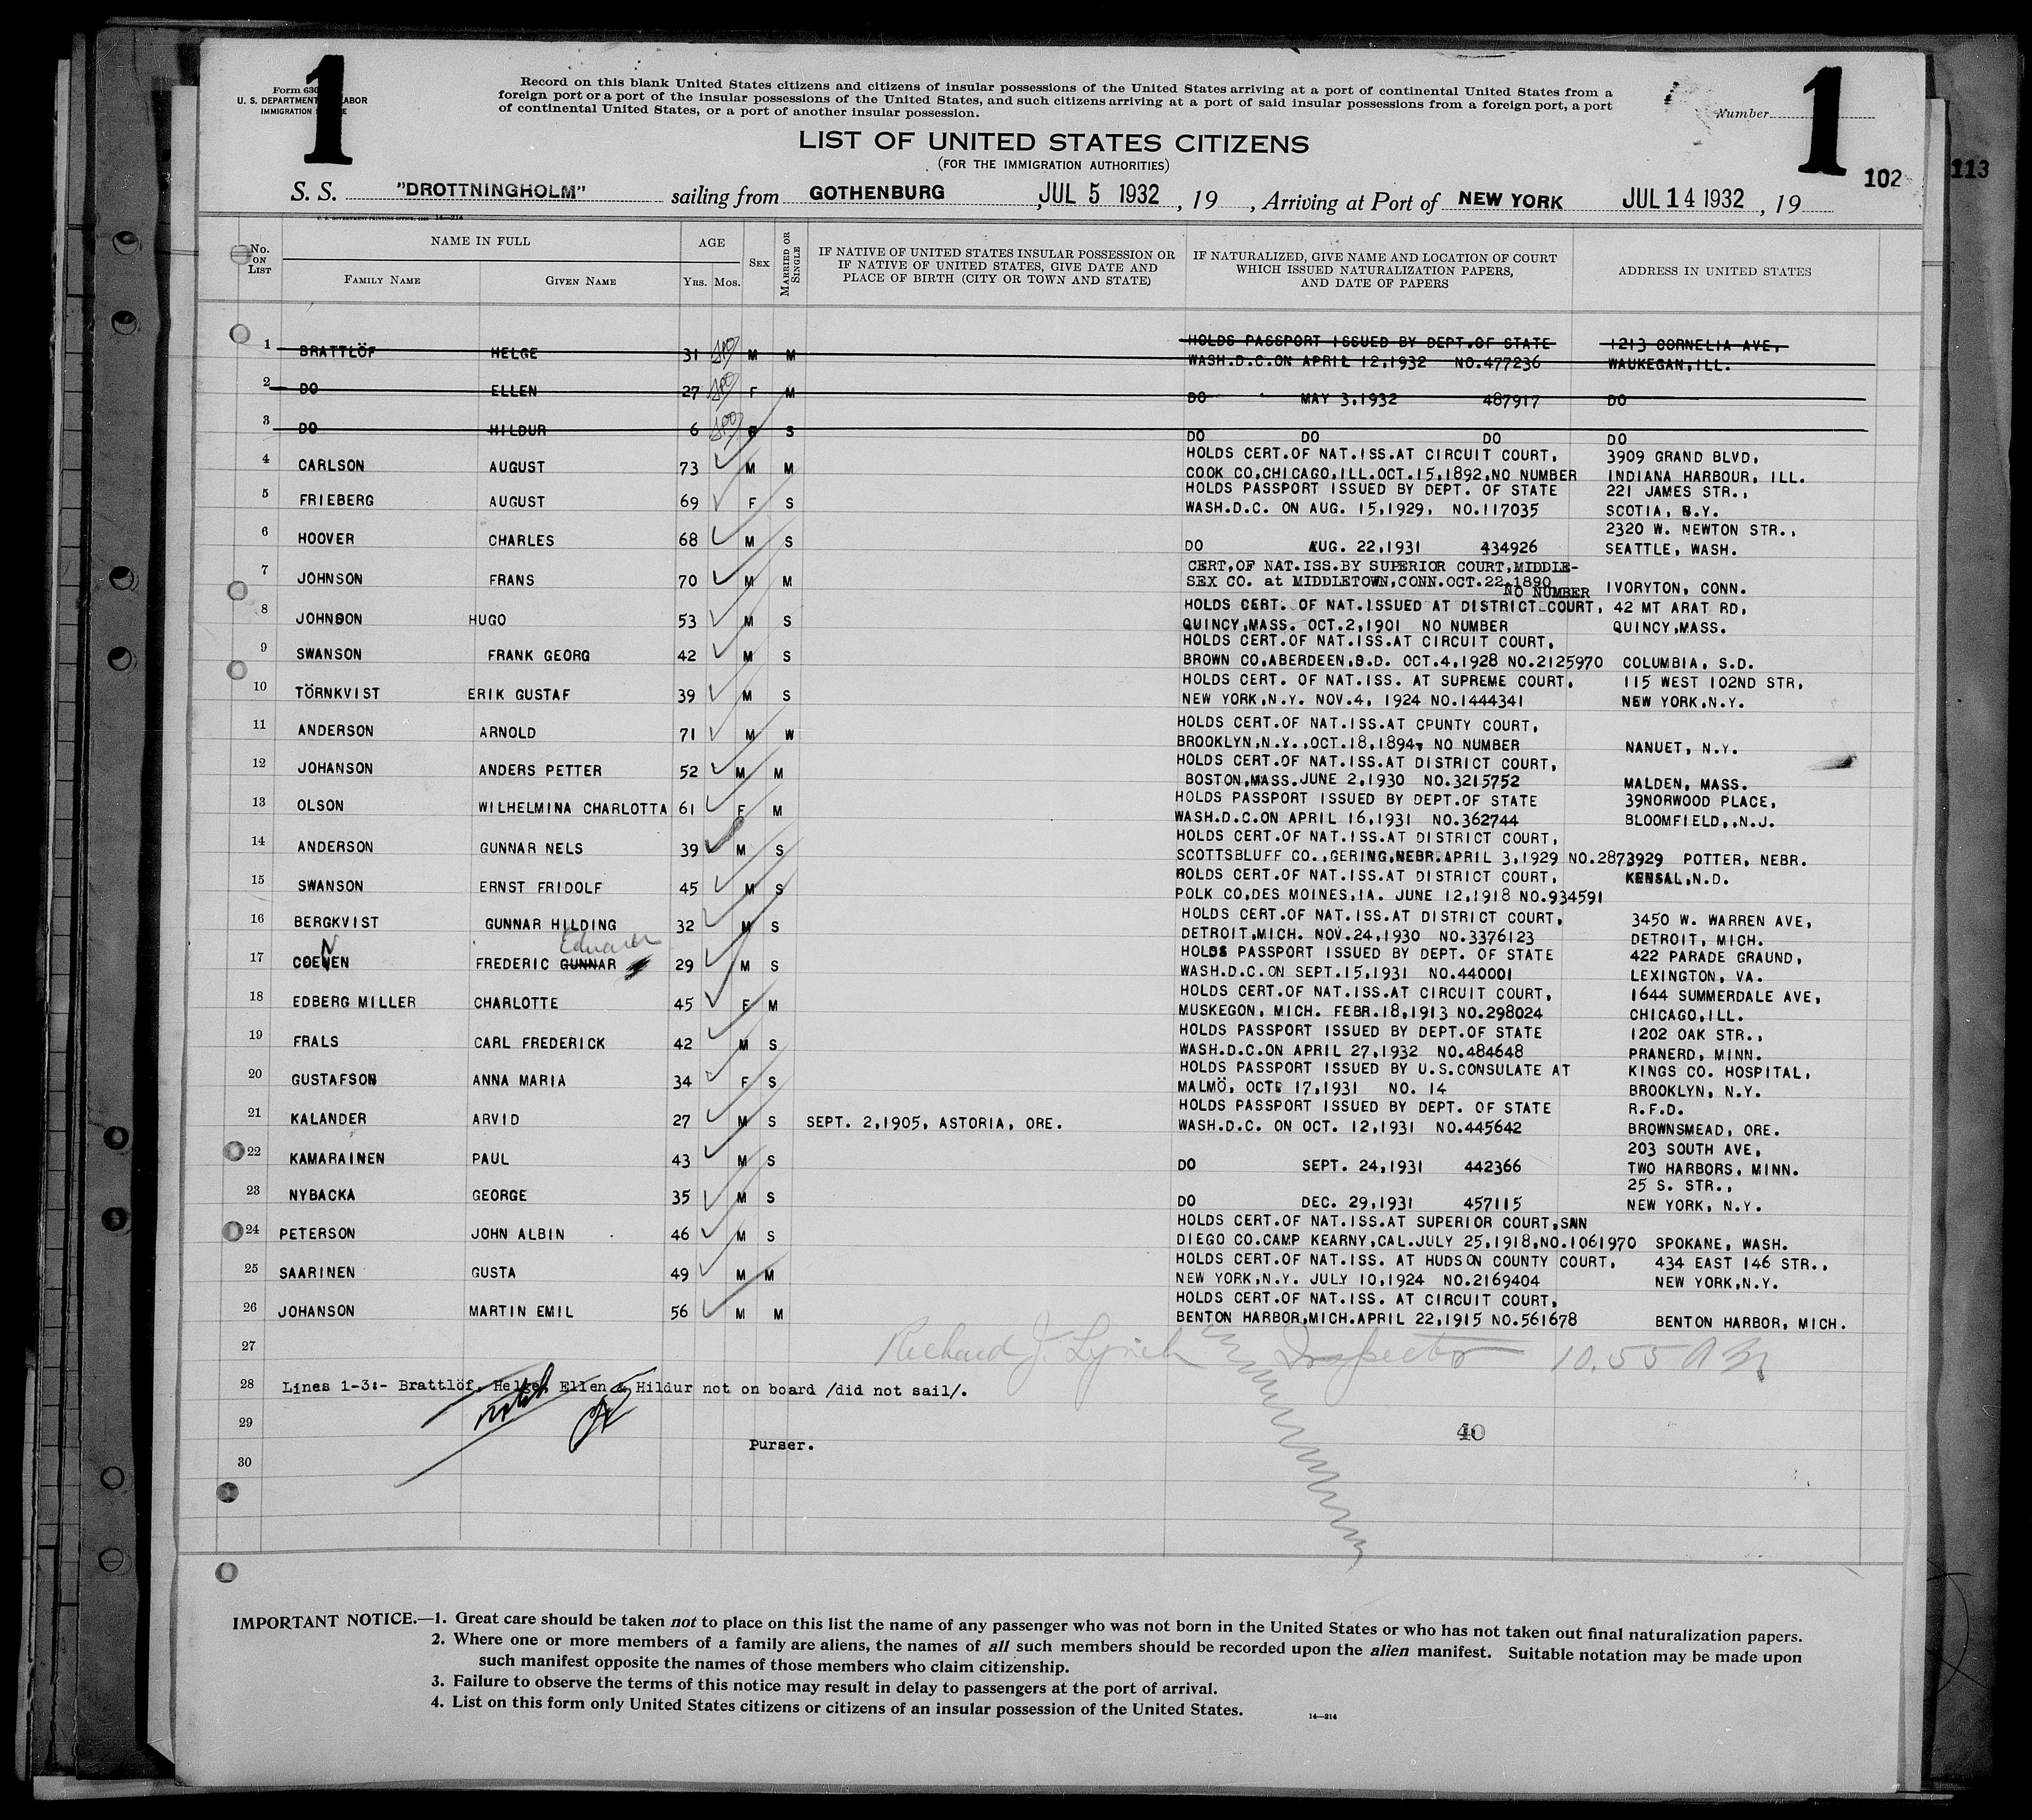 1
1
Form 630
U. S. DEPARTMENT LABOR
IMMIGRATION
Record on this blank United States citizens and citizens of insular possessions of the United States arriving at a port of continental United States from a
foreign port or a port of the insular possessions of the United States, and such citizens arriving at a port of said insular possessions from a foreign port, a port
of continental United States, or a port of another insular possession.
Number
LIST OF UNITED STATES CITIZENS
(FOR THE IMMIGRATION AUTHORITIES)
102
113
S. S. "DROTTNINGHOLM" sailing from GOTHENBURG , JUL 5 1932 , 19 , Arriving at Port of NEW YORK JUL 14 1932 , 19
14—214
No. ON LIST
NAME IN FULL
FAMILY NAME
GIVEN NAME
AGE
Yrs. Mos.
SEX
MARRIED OR SINGLE
IF NATIVE OF UNITED STATES INSULAR POSSESSION OR
IF NATIVE OF UNITED STATES, GIVE DATE AND
PLACE OF BIRTH (CITY OR TOWN AND STATE)
IF NATURALIZED, GIVE NAME AND LOCATION OF COURT
WHICH ISSUED NATURALIZATION PAPERS,
AND DATE OF PAPERS
ADDRESS IN UNITED STATES
HOLDS PASSPORT ISSUED BY DEPT.OF STATE 1213 CORNELIA AVE,
1 BRATTLÖF HELGE 31 M M WASH.D.C.ON APRIL 12,1932 NO.477236 WAUKEGAN,ILL.
2 DO ELLEN 27 F M DO MAY 3,1932 487917 DO
3 DO HILDUR 6 S DO DO DO DO
HOLDS CERT.OF NAT.ISS.AT CIRCUIT COURT, 3909 GRAND BLVD,
4 CARLSON AUGUST 73 M M COOK CO,CHICAGO,ILL.OCT.15,1892,NO NUMBER INDIANA HARBOUR, ILL.
HOLDS PASSPORT ISSUED BY DEPT. OF STATE 221 JAMES STR.,
5 FRIEBERG AUGUST 69 F S WASH.D.C. ON AUG. 15,1929, NO.117035 SCOTIA, N.Y.
2320 W. NEWTON STR.,
6 HOOVER CHARLES 68 M S DO AUG. 22,1931 434926 SEATTLE, WASH.
CERT,OF NAT.ISS.BY SUPERIOR COURT,MIDDLE-
7 JOHNSON FRANS 70 M M SEX CO. at MIDDLETOWN,CONN.OCT.22,1890 IVORYTON, CONN.
NO NUMBER
HOLDS CERT. OF NAT.ISSUED AT DISTRICT COURT, 42 MT ARAT RD,
8 JOHNSON HUGO 53 M S QUINCY,MASS. OCT.2,1901 NO NUMBER QUINCY,MASS.
HOLDS CERT.OF NAT.ISS.AT CIRCUIT COURT,
9 SWANSON FRANK GEORG 42 M S BROWN CO,ABERDEEN,S.D. OCT.4,1928 NO.2125970 COLUMBIA, S.D.
HOLDS CERT. OF NAT.ISS. AT SUPREME COURT, 115 WEST 102ND STR,
10 TÖRNKVIST ERIK GUSTAF 39 M S NEW YORK,N.Y. NOV.4, 1924 NO.1444341 NEW YORK,N.Y.
HOLDS CERT.OF NAT.ISS.AT CPUNTY COURT,
11 ANDERSON ARNOLD 71 M W BROOKLYN,N.Y.,OCT.18,1894, NO NUMBER NANUET, N.Y.
HOLDS CERT.OF NAT.ISS.AT DISTRICT COURT,
12 JOHANSON ANDERS PETTER 52 M M BOSTON,MASS.JUNE 2,1930 NO.3215752 MALDEN, MASS.
HOLDS PASSPORT ISSUED BY DEPT.OF STATE 39NORWOOD PLACE,
13 OLSON WILHELMINA CHARLOTTA 61 F M WASH.D.C.ON APRIL 16,1931 NO.362744 BLOOMFIELD,.N.J.
HOLDS CERT.OF NAT.ISS.AT DISTRICT COURT,
14 ANDERSON GUNNAR NELS 39 M S SCOTTSBLUFF CO.,GERING,NEBR.APRIL 3,1929 NO.2873929 POTTER, NEBR.
HOLDS CERT.OF NAT.ISS.AT DISTRICT COURT, KENSAL,N.D.
15 SWANSON ERNST FRIDOLF 45 M S POLK CO,DES MOINES,IA. JUNE 12,1918 NO.934591
HOLDS CERT.OF NAT.ISS.AT DISTRICT COURT, 3450 W. WARREN AVE,
16 BERGKVIST GUNNAR HILDING 32 M S DETROIT,MICH. NOV.24,1930 NO.3376123 DETROIT, MICH.
N Edward HOLDS PASSPORT ISSUED BY DEPT. OF STATE 422 PARADE GRAUND,
17 COENEN FREDERIC GUNNAR 29 M S WASH.D.C.ON SEPT.15,1931 NO.440001 LEXINGTON, VA.
HOLDS CERT.OF NAT.ISS.AT CIRCUIT COURT, 1644 SUMMERDALE AVE,
18 EDBERG MILLER CHARLOTTE 45 F M MUSKEGON, MICH. FEBR.18,1913 NO.298024 CHICAGO,ILL.
HOLDS PASSPORT ISSUED BY DEPT.OF STATE 1202 OAK STR.,
19 FRALS CARL FREDERICK 42 M S WASH.D.C.ON APRIL 27,1932 NO.484648 PRANERD, MINN.
HOLDS PASSPORT ISSUED BY U.S.CONSULATE AT KINGS CO. HOSPITAL,
20 GUSTAFSON ANNA MARIA 34 F S MALMÖ, OCT. 17,1931 NO. 14 BROOKLYN, N.Y.
HOLDS PASSPORT ISSUED BY DEPT. OF STATE R.F.D.
21 KALANDER ARVID 27 M S SEPT. 2,1905, ASTORIA, ORE. WASH.D.C. ON OCT. 12,1931 NO.445642 BROWNSMEAD, ORE.
203 SOUTH AVE,
22 KAMARAINEN PAUL 43 M S DO SEPT. 24,1931 442366 TWO HARBORS, MINN.
25 S. STR.,
23 NYBACKA GEORGE 35 M S DO DEC. 29,1931 457115 NEW YORK, N.Y.
HOLDS CERT.OF NAT.ISS.AT SUPERIOR COURT,SAN
24 PETERSON JOHN ALBIN 46 M S DIEGO CO.CAMP KEARNY,CAL.JULY 25,1918,NO.1061970 SPOKANE, WASH.
HOLDS CERT.OF NAT.ISS. AT HUDSON COUNTY COURT, 434 EAST 146 STR.,
25 SAARINEN GUSTA 49 M M NEW YORK,N.Y. JULY 10,1924 NO.2169404 NEW YORK,N.Y.
HOLDS CERT.OF NAT.ISS. AT CIRCUIT COURT,
26 JOHANSON MARTIN EMIL 56 M M BENTON HARBOR,MICH.APRIL 22,1915 NO.561678 BENTON HARBOR, MICH.
27 Richard J. Lynch Inspector 10.55 AM
28 Lines 1-3:- Brattlöf, Helge, Ellen & Hildur not on board /did not sail/.
noted
29 40
Purser.
30
IMPORTANT NOTICE.—1. Great care should be taken not to place on this list the name of any passenger who was not born in the United States or who has not taken out final naturalization papers.
2. Where one or more members of a family are aliens, the names of all such members should be recorded upon the alien manifest. Suitable notation may be made upon
such manifest opposite the names of those members who claim citizenship.
3. Failure to observe the terms of this notice may result in delay to passengers at the port of arrival.
4. List on this form only United States citizens or citizens of an insular possession of the United States.
14—214